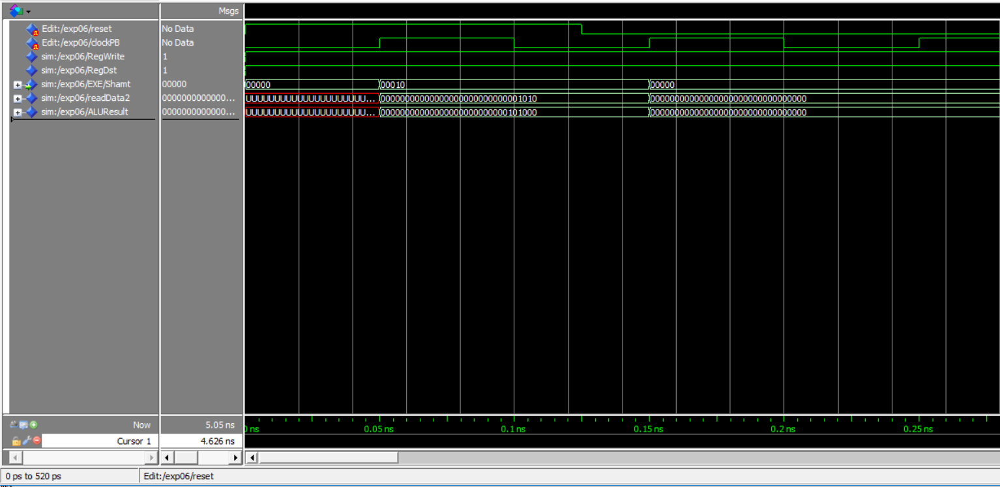 Msgs
Edit:/exp06/reset No Data
Edit:/exp06/clockPB No Data
sim:/exp06/RegWrite 1
sim:/exp06/RegDst 1
sim:/exp06/EXE/Shamt 00000 00000 00010 00000
sim:/exp06/readData2 0000000000000... UUUUUUUUUUUUUUUUUUUUU... 00000000000000000000000000001010 00000000000000000000000000000000
sim:/exp06/ALUResult 0000000000000... UUUUUUUUUUUUUUUUUUUUU... 00000000000000000000000000101000 00000000000000000000000000000000
Now 5.05 ns 0 ns 0.05 ns 0.1 ns 0.15 ns 0.2 ns 0.25 ns
Cursor 1 4.626 ns
0 ps to 520 ps Edit:/exp06/reset